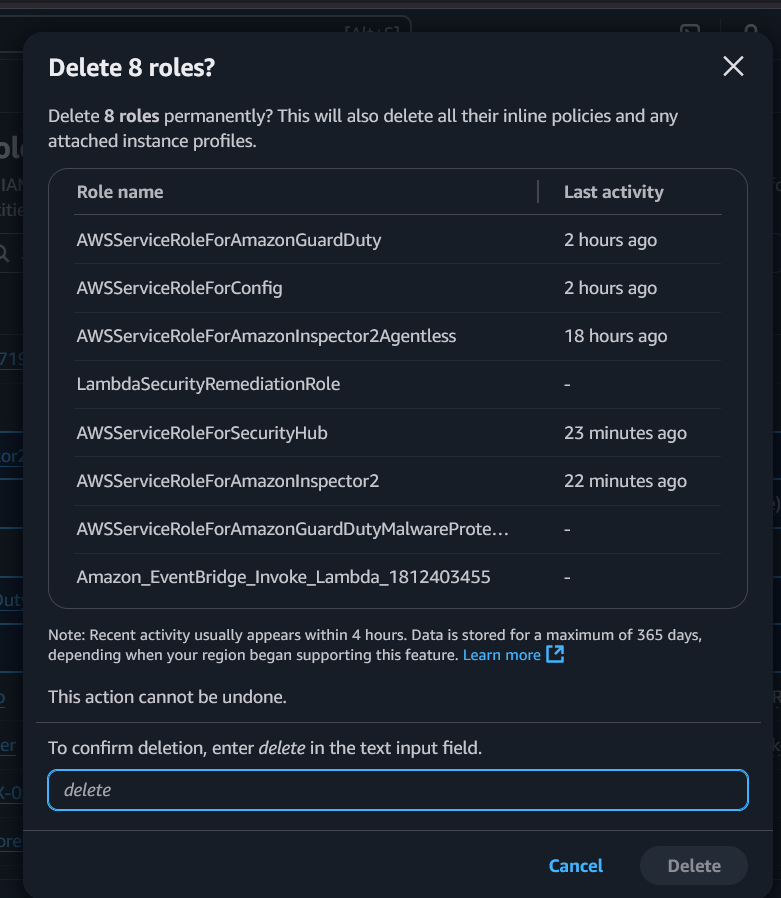 [Alt+S]
Delete 8 roles?
Delete 8 roles permanently? This will also delete all their inline policies and any
attached instance profiles.
Role name
Last activity
AWSServiceRoleForAmazonGuardDuty
2 hours ago
AWSServiceRoleForConfig
2 hours ago
AWSServiceRoleForAmazonInspector2Agentless
18 hours ago
LambdaSecurityRemediationRole
-
AWSServiceRoleForSecurityHub
23 minutes ago
AWSServiceRoleForAmazonInspector2
22 minutes ago
AWSServiceRoleForAmazonGuardDutyMalwareProte...
-
Amazon_EventBridge_Invoke_Lambda_1812403455
-
Note: Recent activity usually appears within 4 hours. Data is stored for a maximum of 365 days,
depending when your region began supporting this feature. Learn more
This action cannot be undone.
To confirm deletion, enter delete in the text input field.
delete
Cancel
Delete